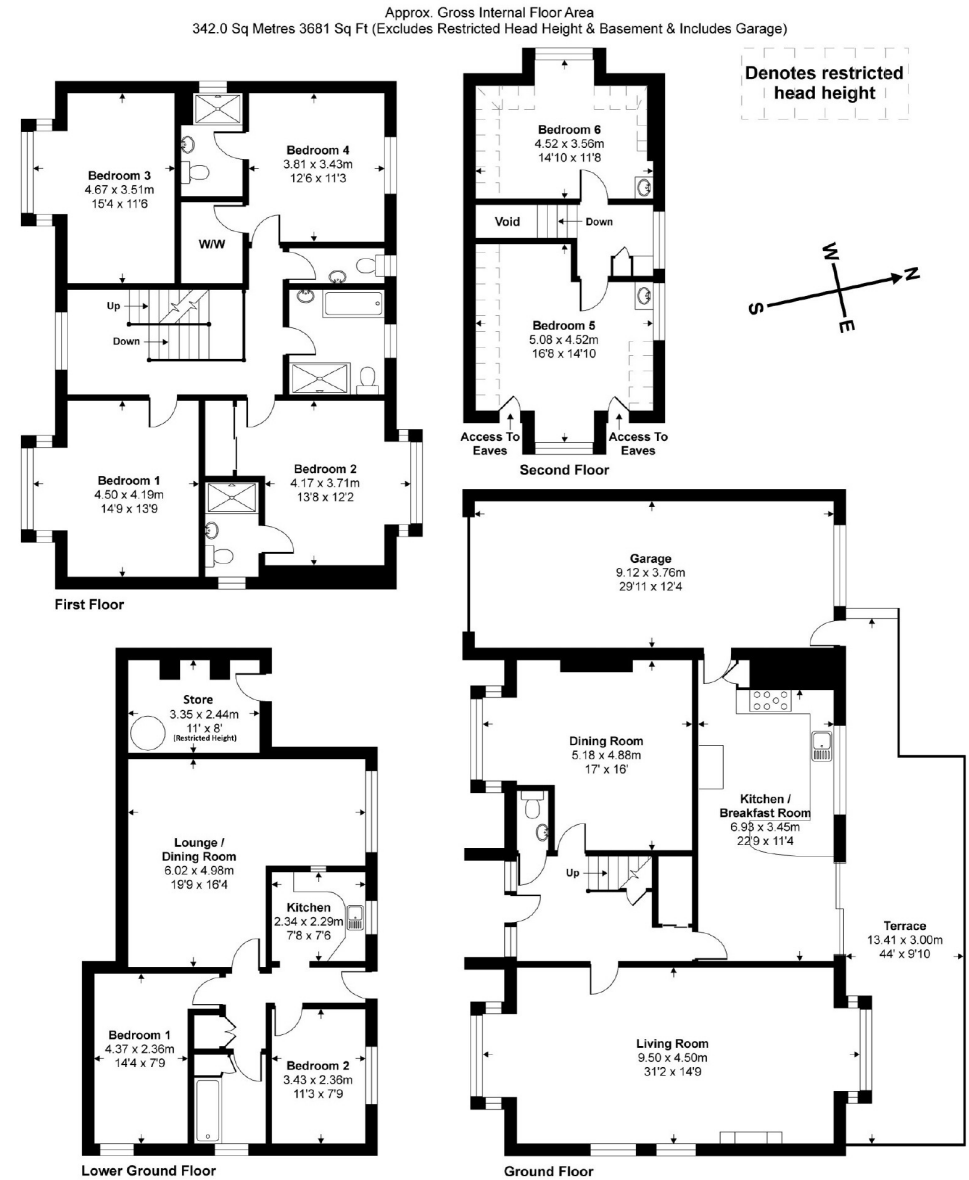 Approx. Gross Internal Floor Area
342.0 Sq Metres 3681 Sq Ft (Excludes Restricted Head Height & Basement & Includes Garage)
Bedroom 3
4.67 x 3.51m
15'4 x 11'6
Bedroom 4
3.81 x 3.43m
12'6 x 11'3
W/W
Up
Down
Bedroom 1
4.50 x 4.19m
14'9 x 13'9
Bedroom 2
4.17 x 3.71m
13'8 x 12'2
First Floor
Bedroom 6
4.52 x 3.56m
14'10 x 11'8
Void
Down
Bedroom 5
5.08 x 4.52m
16'8 x 14'10
Access To
Eaves
Access To
Eaves
Second Floor
Denotes restricted
head height
W
N
S
E
Store
3.35 x 2.44m
11' x 8'
(Restricted Height)
Lounge /
Dining Room
6.02 x 4.98m
19'9 x 16'4
Kitchen
2.34 x 2.29m
7'8 x 7'6
Bedroom 1
4.37 x 2.36m
14'4 x 7'9
Bedroom 2
3.43 x 2.36m
11'3 x 7'9
Lower Ground Floor
Garage
9.12 x 3.76m
29'11 x 12'4
Dining Room
5.18 x 4.88m
17' x 16'
Kitchen /
Breakfast Room
6.93 x 3.45m
22'9 x 11'4
Up
Terrace
13.41 x 3.00m
44' x 9'10
Living Room
9.50 x 4.50m
31'2 x 14'9
Ground Floor